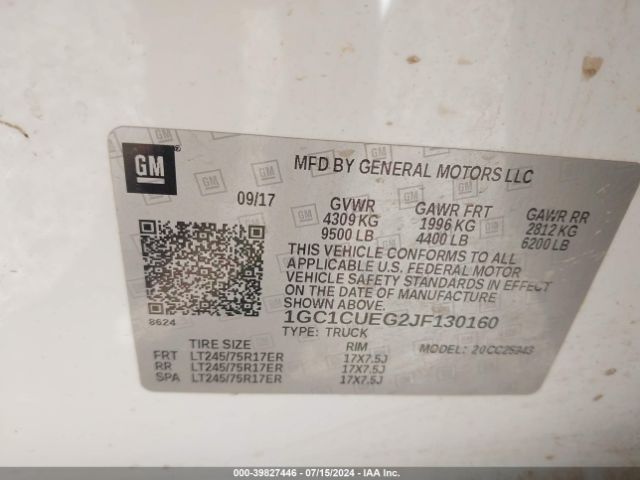 GM
MFD BY GENERAL MOTORS LLC
09/17
GVWR GAWR FRT GAWR RR
4309 KG 1996 KG 2812 KG
9500 LB 4400 LB 6200 LB
THIS VEHICLE CONFORMS TO ALL
APPLICABLE U.S. FEDERAL MOTOR
VEHICLE SAFETY STANDARDS IN EFFECT
ON THE DATE OF MANUFACTURE
1GC1CUEG2JF130160
8624
TYPE: TRUCK
TIRE SIZE RIM MODEL: 20CC25943
FRT LT245/75R17ER 17X7.5J
RR LT245/75R17ER 17X7.5J
SPA LT245/75R17ER 17X7.5J
000-39827446 - 07/15/2024 - IAA Inc.